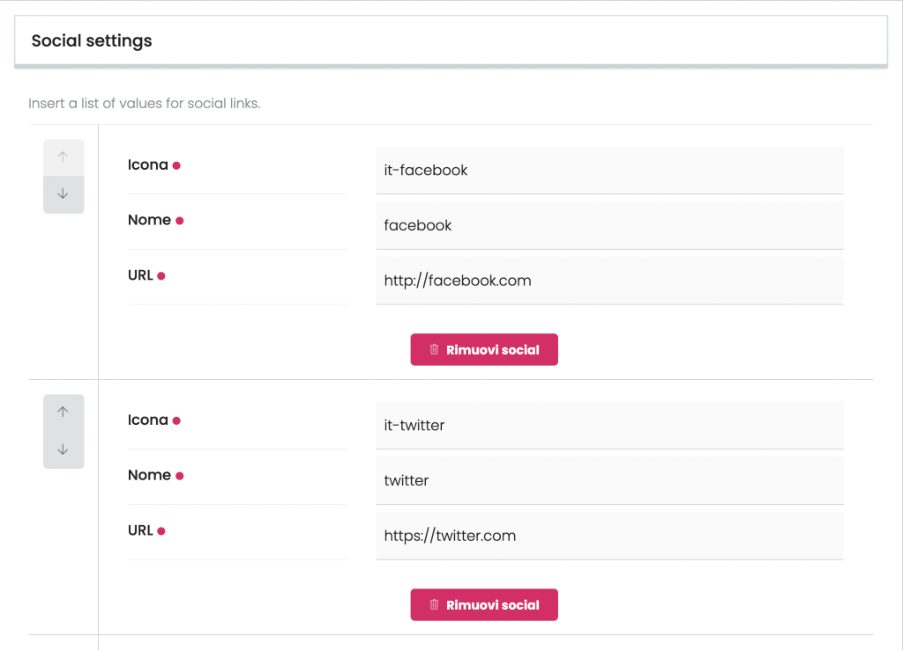 Social settings
Insert a list of values for social links.
Icona
it-facebook
Nome
facebook
URL
http://facebook.com
Rimuovi social
Icona
it-twitter
Nome
twitter
URL
https://twitter.com
Rimuovi social